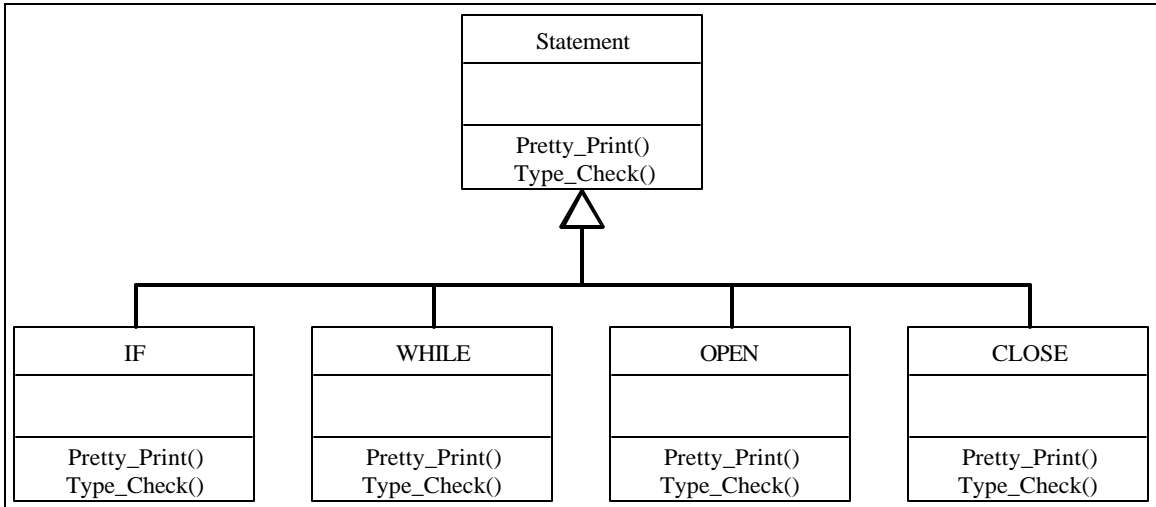 Statement
Pretty_Print()
Type_Check()
IF
WHILE
OPEN
CLOSE
Pretty_Print()
Type_Check()
Pretty_Print()
Type_Check()
Pretty_Print()
Type_Check()
Pretty_Print()
Type_Check()